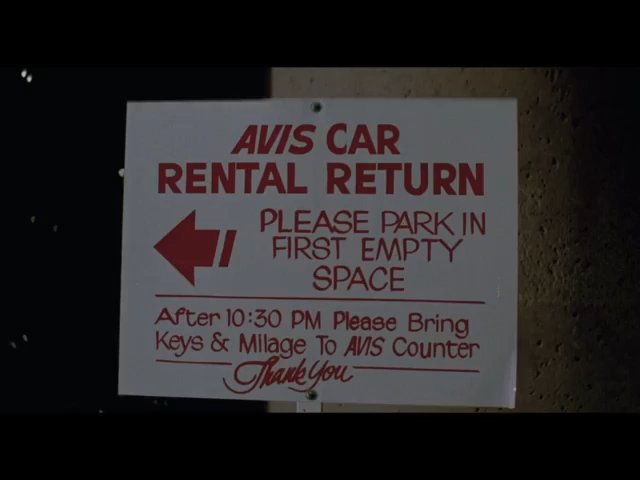 AVIS CAR
RENTAL RETURN
PLEASE PARK IN
FIRST EMPTY
SPACE
After 10:30 PM Please Bring
Keys & Milage To AVIS Counter
Thank You